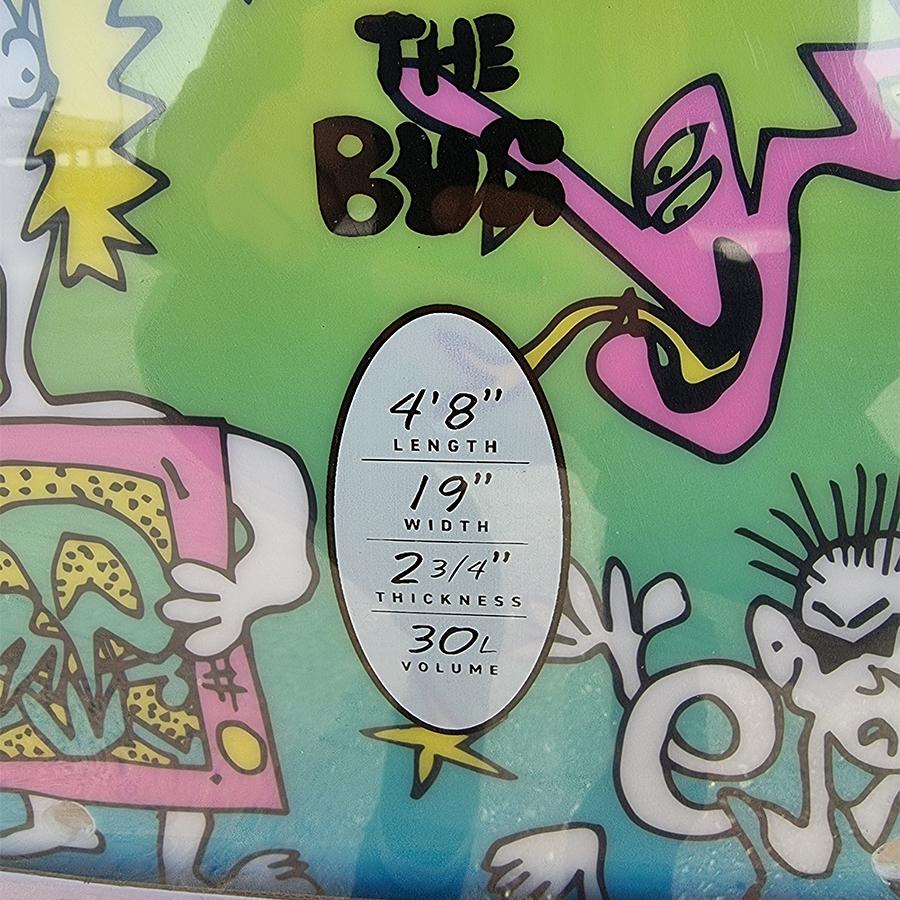 THE
BUG
4'8"
LENGTH
19"
WIDTH
2 3/4"
THICKNESS
30L
VOLUME